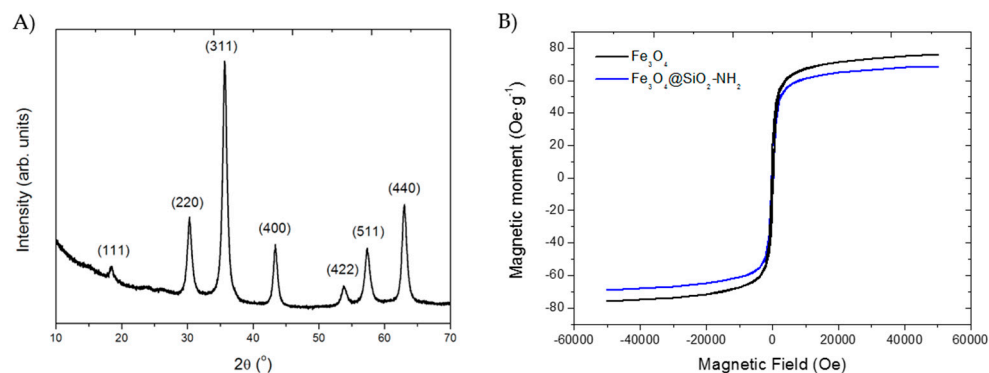 A)
(311)
(220)
(440)
(400)
(511)
(111)
(422)
Intensity (arb. units)
10 20 30 40 50 60 70
2θ (°)
B)
80
60
40
20
0
-20
-40
-60
-80
Fe₃O₄
Fe₃O₄@SiO₂-NH₂
Magnetic moment (Oe·g⁻¹)
-60000 -40000 -20000 0 20000 40000 60000
Magnetic Field (Oe)